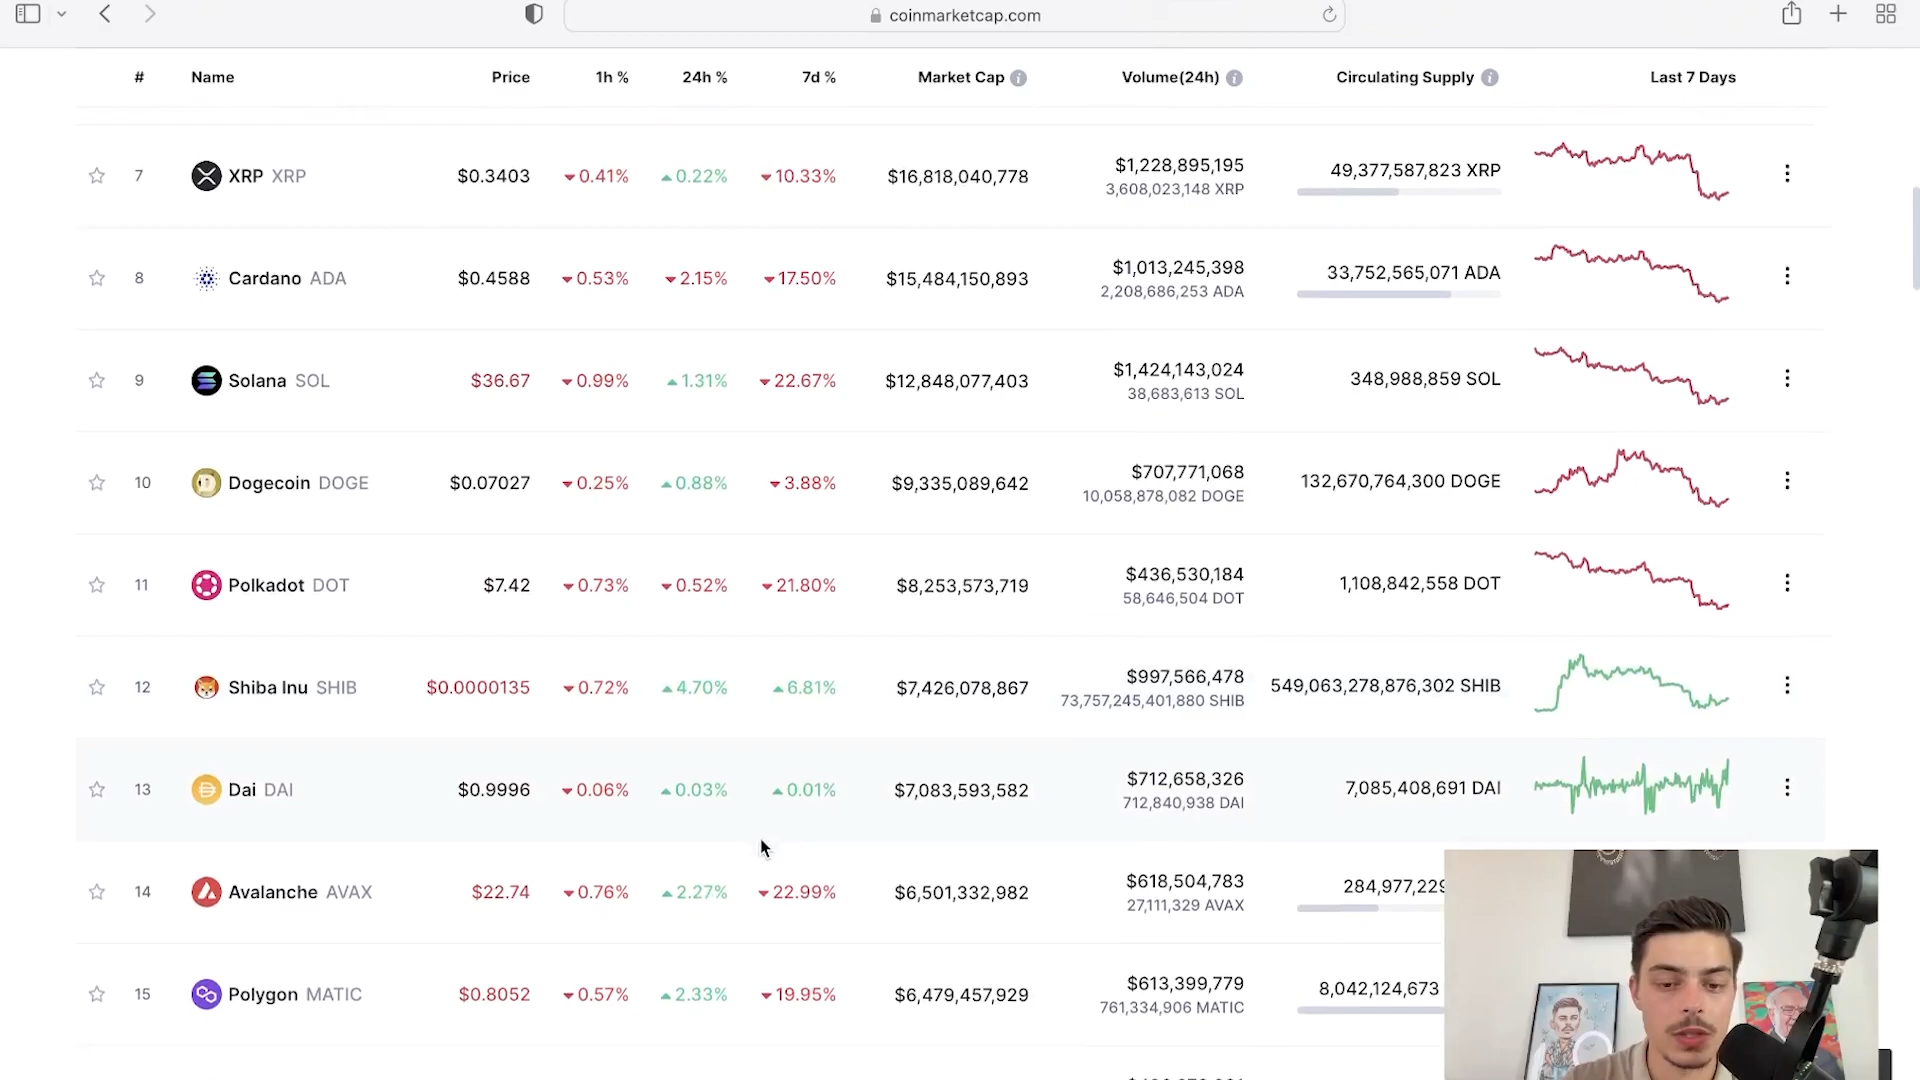 coinmarketcap.com
# Name Price 1h % 24h % 7d % Market Cap Volume(24h) Circulating Supply Last 7 Days
7 XRP XRP $0.3403 0.41% 0.22% 10.33% $16,818,040,778 $1,228,895,195 49,377,587,823 XRP
3,608,023,148 XRP
8 Cardano ADA $0.4588 0.53% 2.15% 17.50% $15,484,150,893 $1,013,245,398 33,752,565,071 ADA
2,208,686,253 ADA
9 Solana SOL $36.67 0.99% 1.31% 22.67% $12,848,077,403 $1,424,143,024 348,988,859 SOL
38,683,613 SOL
10 Dogecoin DOGE $0.07027 0.25% 0.88% 3.88% $9,335,089,642 $707,771,068 132,670,764,300 DOGE
10,058,878,082 DOGE
11 Polkadot DOT $7.42 0.73% 0.52% 21.80% $8,253,573,719 $436,530,184 1,108,842,558 DOT
58,646,504 DOT
12 Shiba Inu SHIB $0.0000135 0.72% 4.70% 6.81% $7,426,078,867 $997,566,478 549,063,278,876,302 SHIB
73,757,245,401,880 SHIB
13 Dai DAI $0.9996 0.06% 0.03% 0.01% $7,083,593,582 $712,658,326 7,085,408,691 DAI
712,840,938 DAI
14 Avalanche AVAX $22.74 0.76% 2.27% 22.99% $6,501,332,982 $618,504,783 284,977,229
27,111,329 AVAX
15 Polygon MATIC $0.8052 0.57% 2.33% 19.95% $6,479,457,929 $613,399,779 8,042,124,673
761,334,906 MATIC